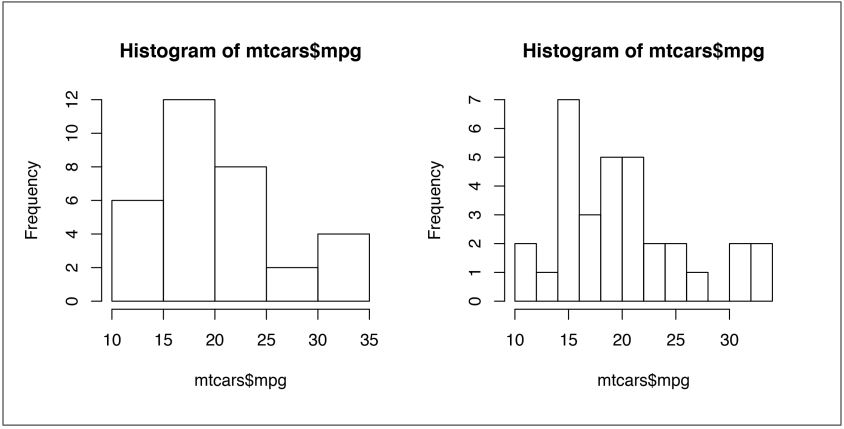 Histogram of mtcars$mpg
Frequency
12
10
8
6
4
2
0
10 15 20 25 30 35
mtcars$mpg
Histogram of mtcars$mpg
Frequency
7
6
5
4
3
2
1
0
10 15 20 25 30
mtcars$mpg